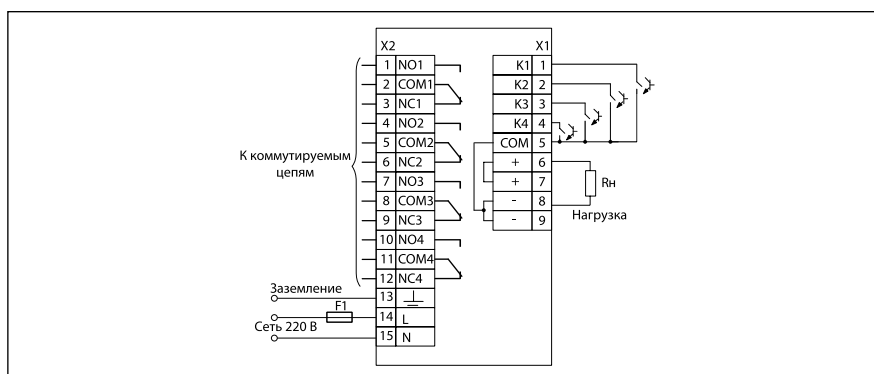 X2 X1
1 NO1 K1 1
2 COM1 K2 2
3 NC1 K3 3
4 NO2 K4 4
5 COM2 COM 5
6 NC2 + 6
7 NO3 + 7
8 COM3 - 8
9 NC3 - 9
10 NO4
11 COM4
12 NC4
13
14 L
15 N
К коммутируемым
цепям
Rн
Нагрузка
Заземление
F1
Сеть 220 В